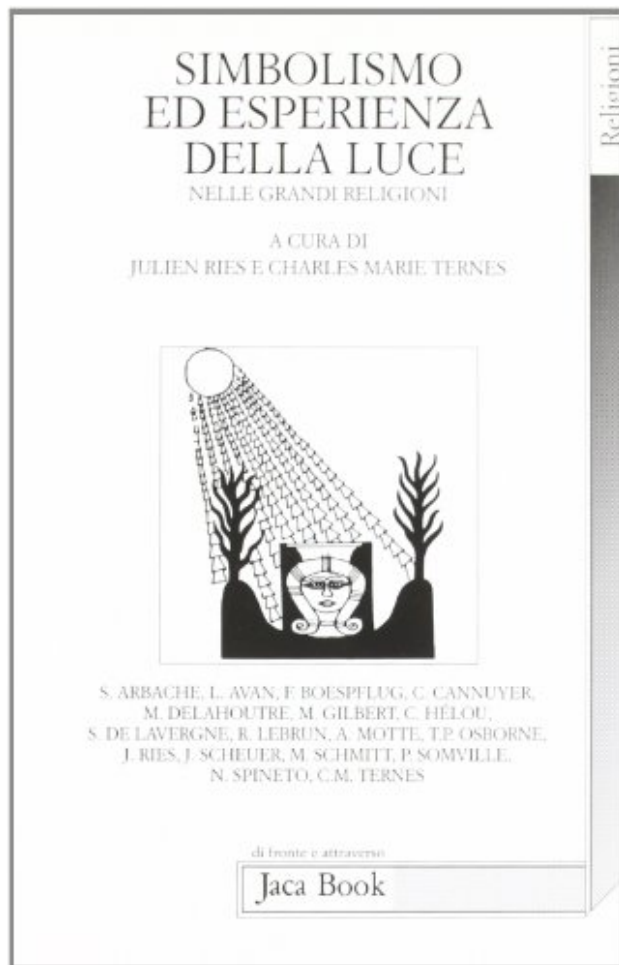 SIMBOLISMO
ED ESPERIENZA
DELLA LUCE
NELLE GRANDI RELIGIONI
A CURA DI
JULIEN RIES E CHARLES MARIE TERNES
Religioni
S. ARBACHE, L. AVAN, F. BOESPFLUG, C. CANNUYER,
M. DELAHOUTRE, M. GILBERT, C. HÉLOU,
S. DE LAVERGNE, R. LEBRUN, A. MOTTE, T.P. OSBORNE,
J. RIES, J. SCHEUER, M. SCHMITT, P. SOMVILLE,
N. SPINETO, C.M. TERNES
di fronte e attraverso
Jaca Book